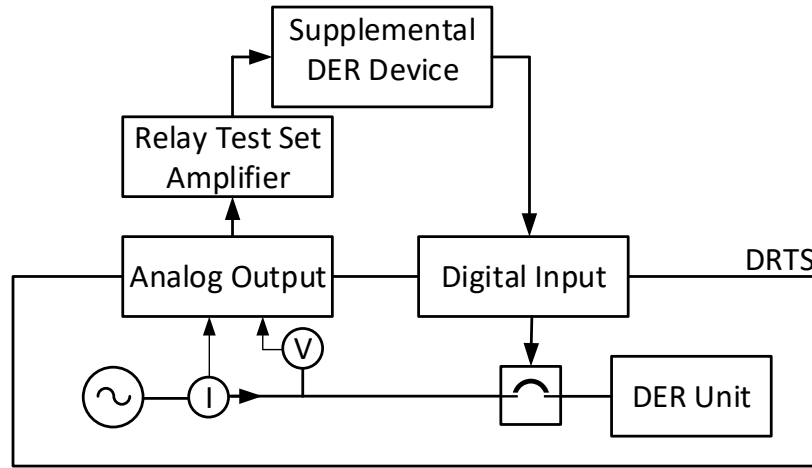 Supplemental
DER Device
Relay Test Set
Amplifier
Analog Output
Digital Input
DRTS
V
I
DER Unit